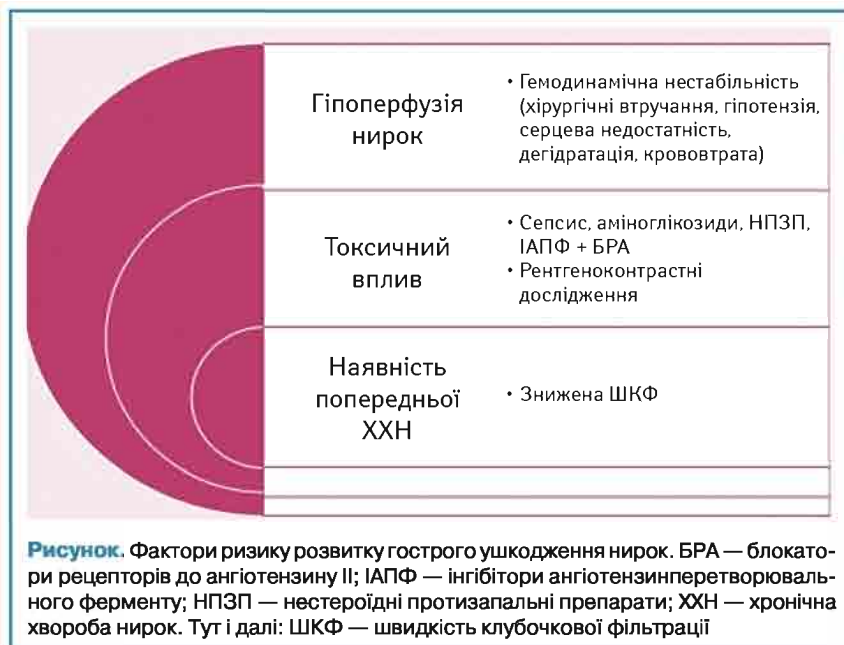 Гіпоперфузія
нирок
• Гемодинамічна нестабільність
(хірургічні втручання, гіпотензія,
серцева недостатність,
дегідратація, крововтрата)
Токсичний
вплив
• Сепсис, аміноглікозиди, НПЗП,
ІАПФ + БРА
• Рентгеноконтрастні
дослідження
Наявність
попередньої
ХХН
• Знижена ШКФ
Рисунок. Фактори ризику розвитку гострого ушкодження нирок. БРА — блокато-
ри рецепторів до ангіотензину II; ІАПФ — інгібітори ангіотензинперетворюваль-
ного ферменту; НПЗП — нестероїдні протизапальні препарати; ХХН — хронічна
хвороба нирок. Тут і далі: ШКФ — швидкість клубочкової фільтрації